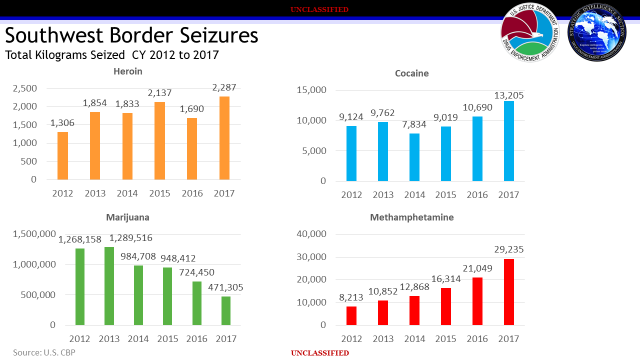 UNCLASSIFIED
Southwest Border Seizures
Total Kilograms Seized CY 2012 to 2017
U.S. JUSTICE DEPARTMENT
DRUG ENFORCEMENT ADMINISTRATION
Heroin
2,500
2,000
1,500
1,000
500
0
1,306
1,854
1,833
2,137
1,690
2,287
2012 2013 2014 2015 2016 2017
Cocaine
15,000
10,000
5,000
0
9,124
9,762
7,834
9,019
10,690
13,205
2012 2013 2014 2015 2016 2017
Marijuana
1,500,000
1,000,000
500,000
0
1,268,158
1,289,516
984,708
948,412
724,450
471,305
2012 2013 2014 2015 2016 2017
Methamphetamine
40,000
30,000
20,000
10,000
0
8,213
10,852
12,868
16,314
21,049
29,235
2012 2013 2014 2015 2016 2017
Source: U.S. CBP
UNCLASSIFIED